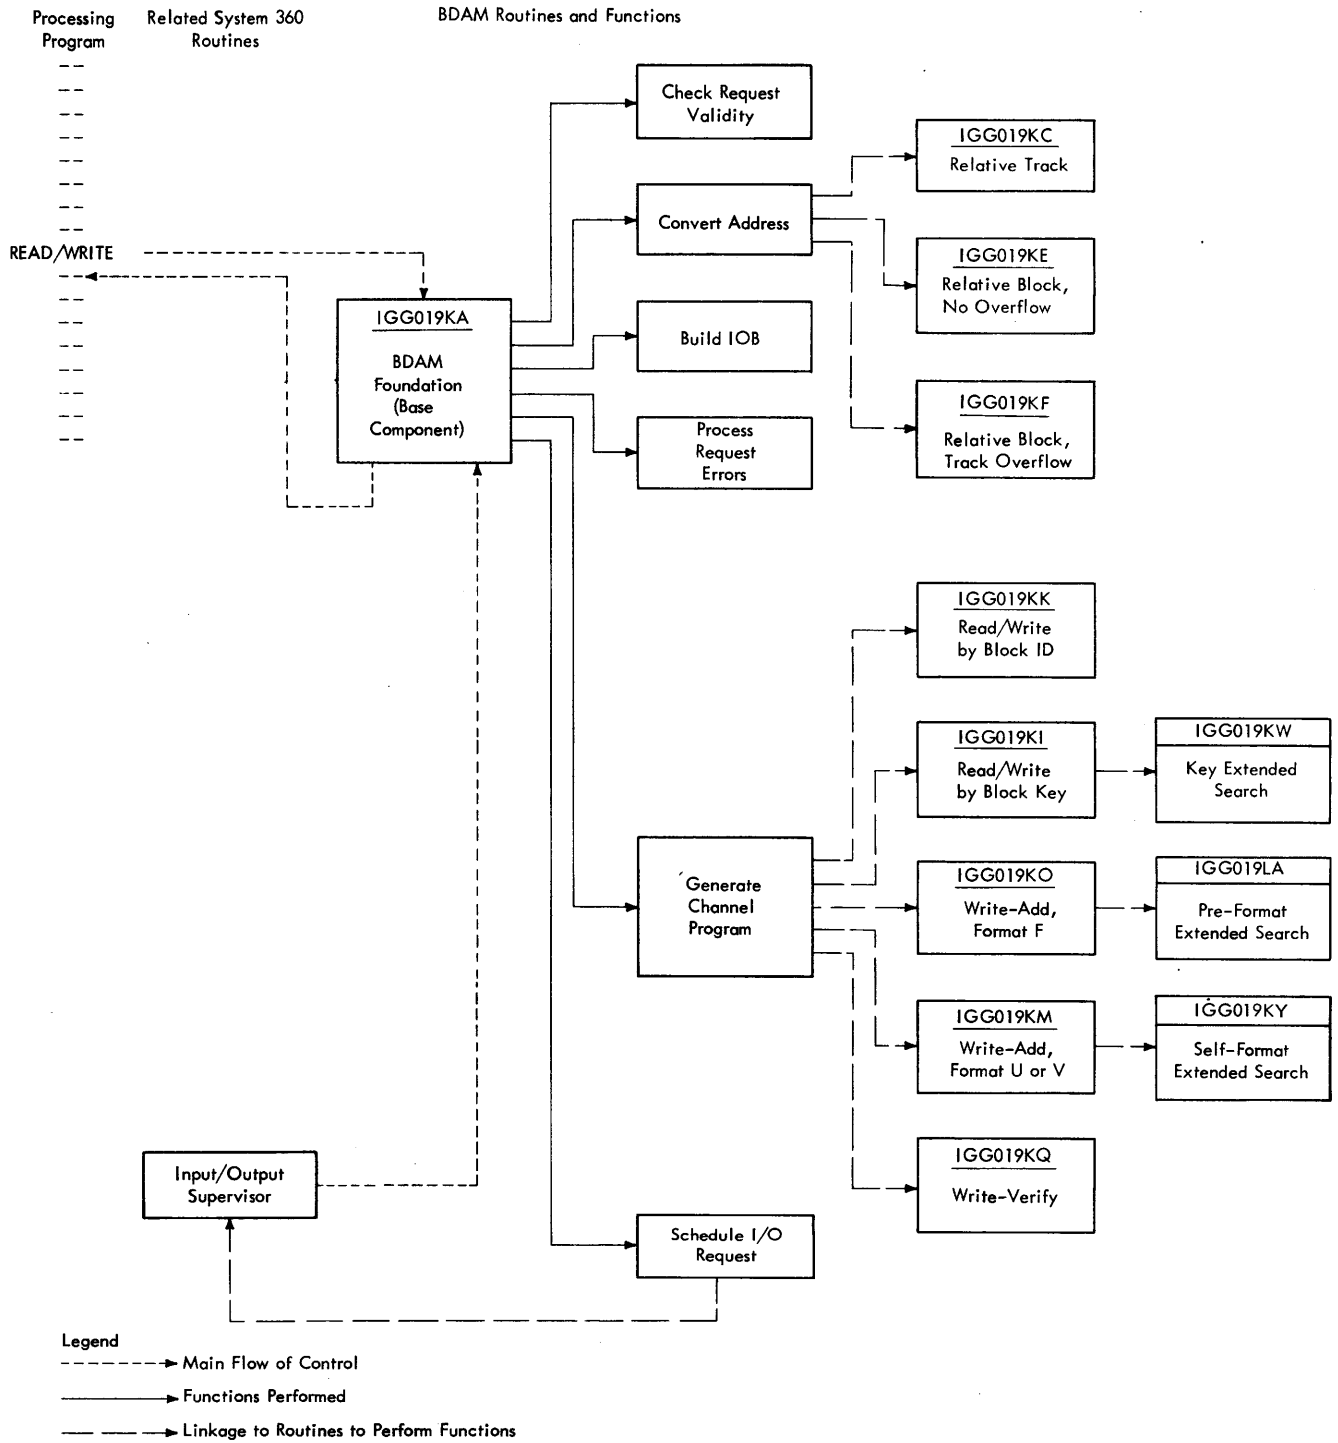 Processing
Program
Related System 360
Routines
BDAM Routines and Functions
READ/WRITE
IGG019KA
BDAM
Foundation
(Base
Component)
Check Request
Validity
Convert Address
Build IOB
Process
Request
Errors
IGG019KC
Relative Track
IGG019KE
Relative Block,
No Overflow
IGG019KF
Relative Block,
Track Overflow
Generate
Channel
Program
IGG019KK
Read/Write
by Block ID
IGG019KI
Read/Write
by Block Key
IGG019KW
Key Extended
Search
IGG019KO
Write-Add,
Format F
IGG019LA
Pre-Format
Extended Search
IGG019KM
Write-Add,
Format U or V
IGG019KY
Self-Format
Extended Search
IGG019KQ
Write-Verify
Input/Output
Supervisor
Schedule I/O
Request
Legend
Main Flow of Control
Functions Performed
Linkage to Routines to Perform Functions